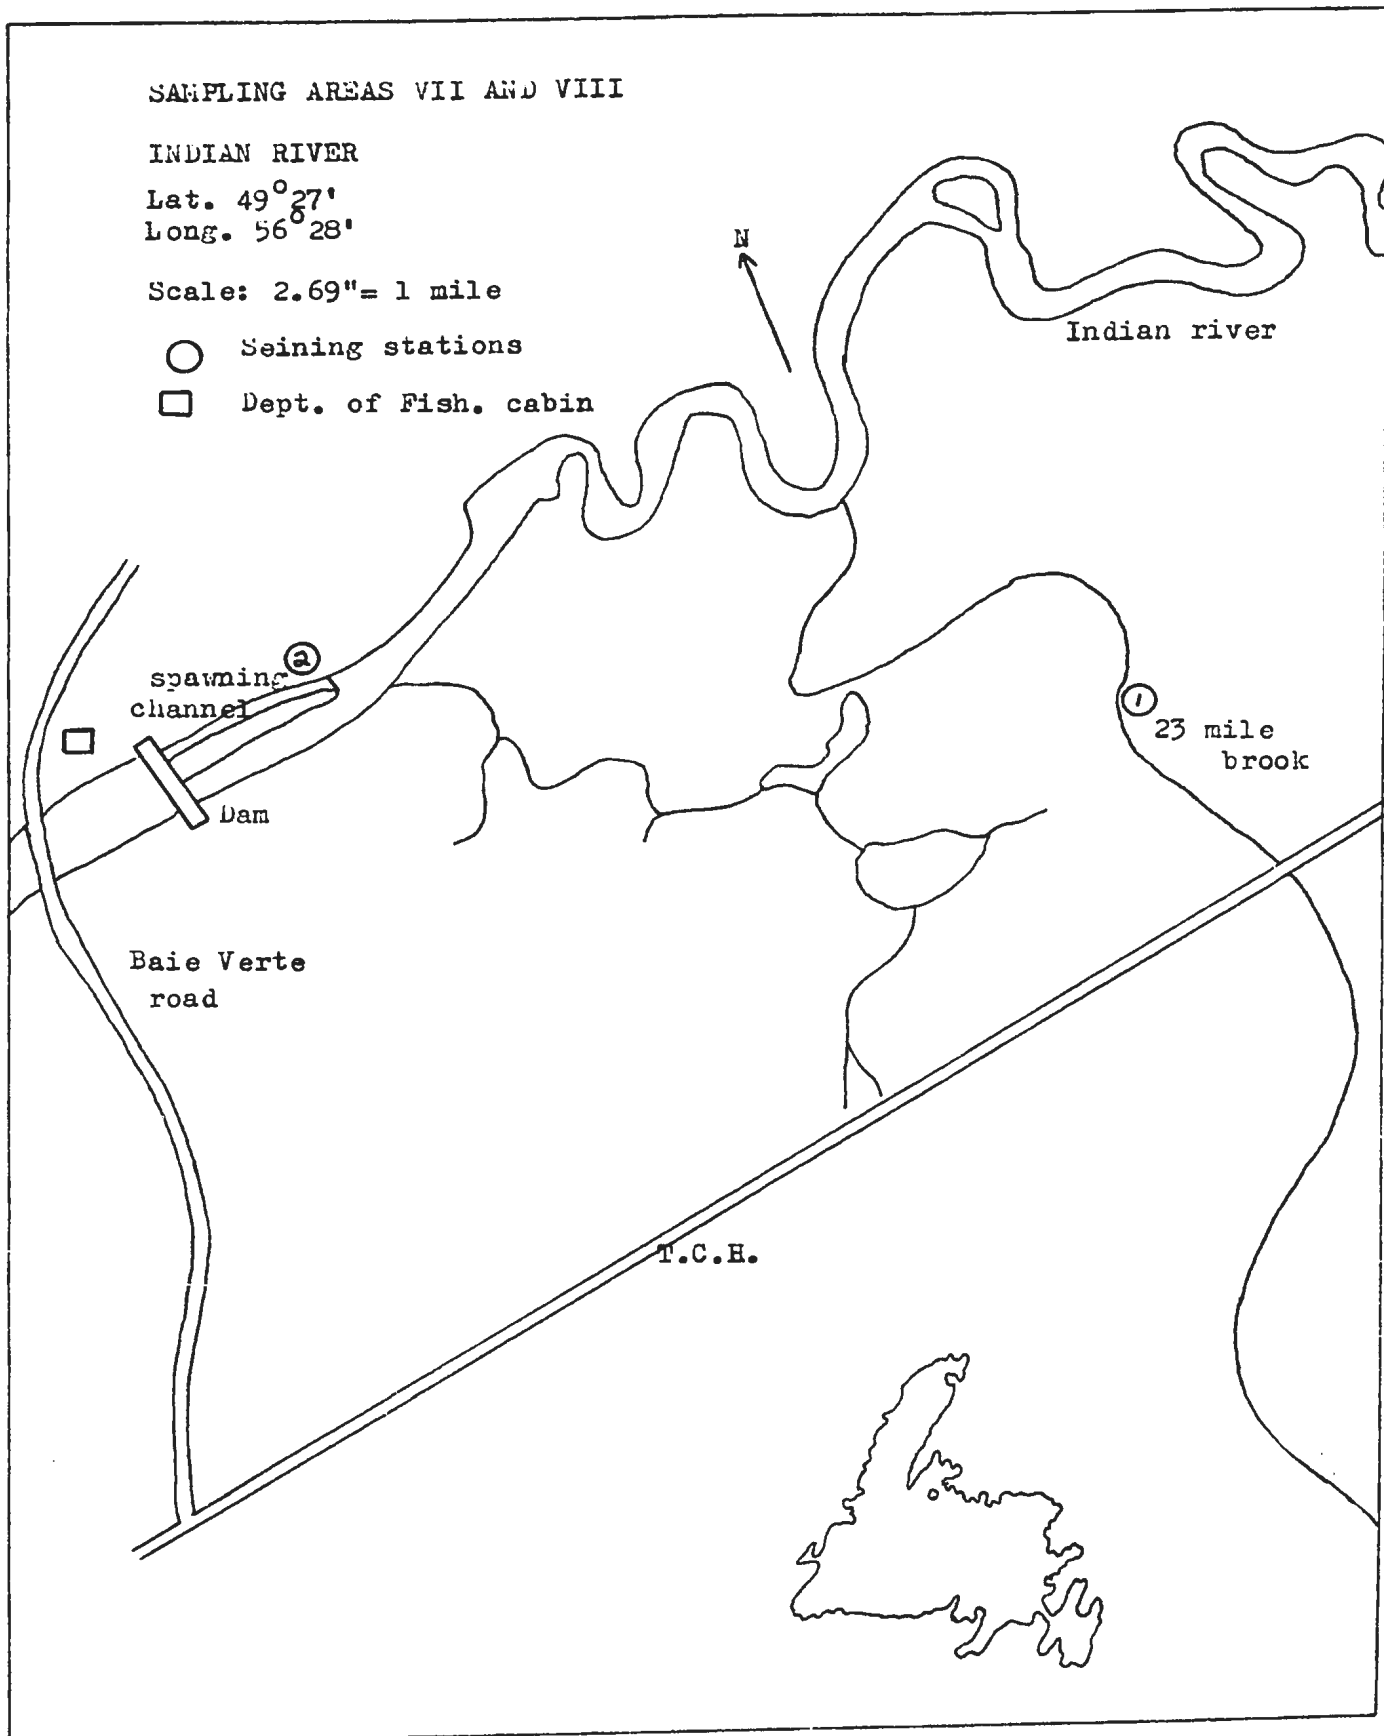 SAMPLING AREAS VII AND VIII
INDIAN RIVER
Lat. 49°27'
Long. 56°28'
Scale: 2.69"= 1 mile
Seining stations
Dept. of Fish. cabin
N
Indian river
2
spawning
channel
1
23 mile
brook
Dam
Baie Verte
road
T.C.H.